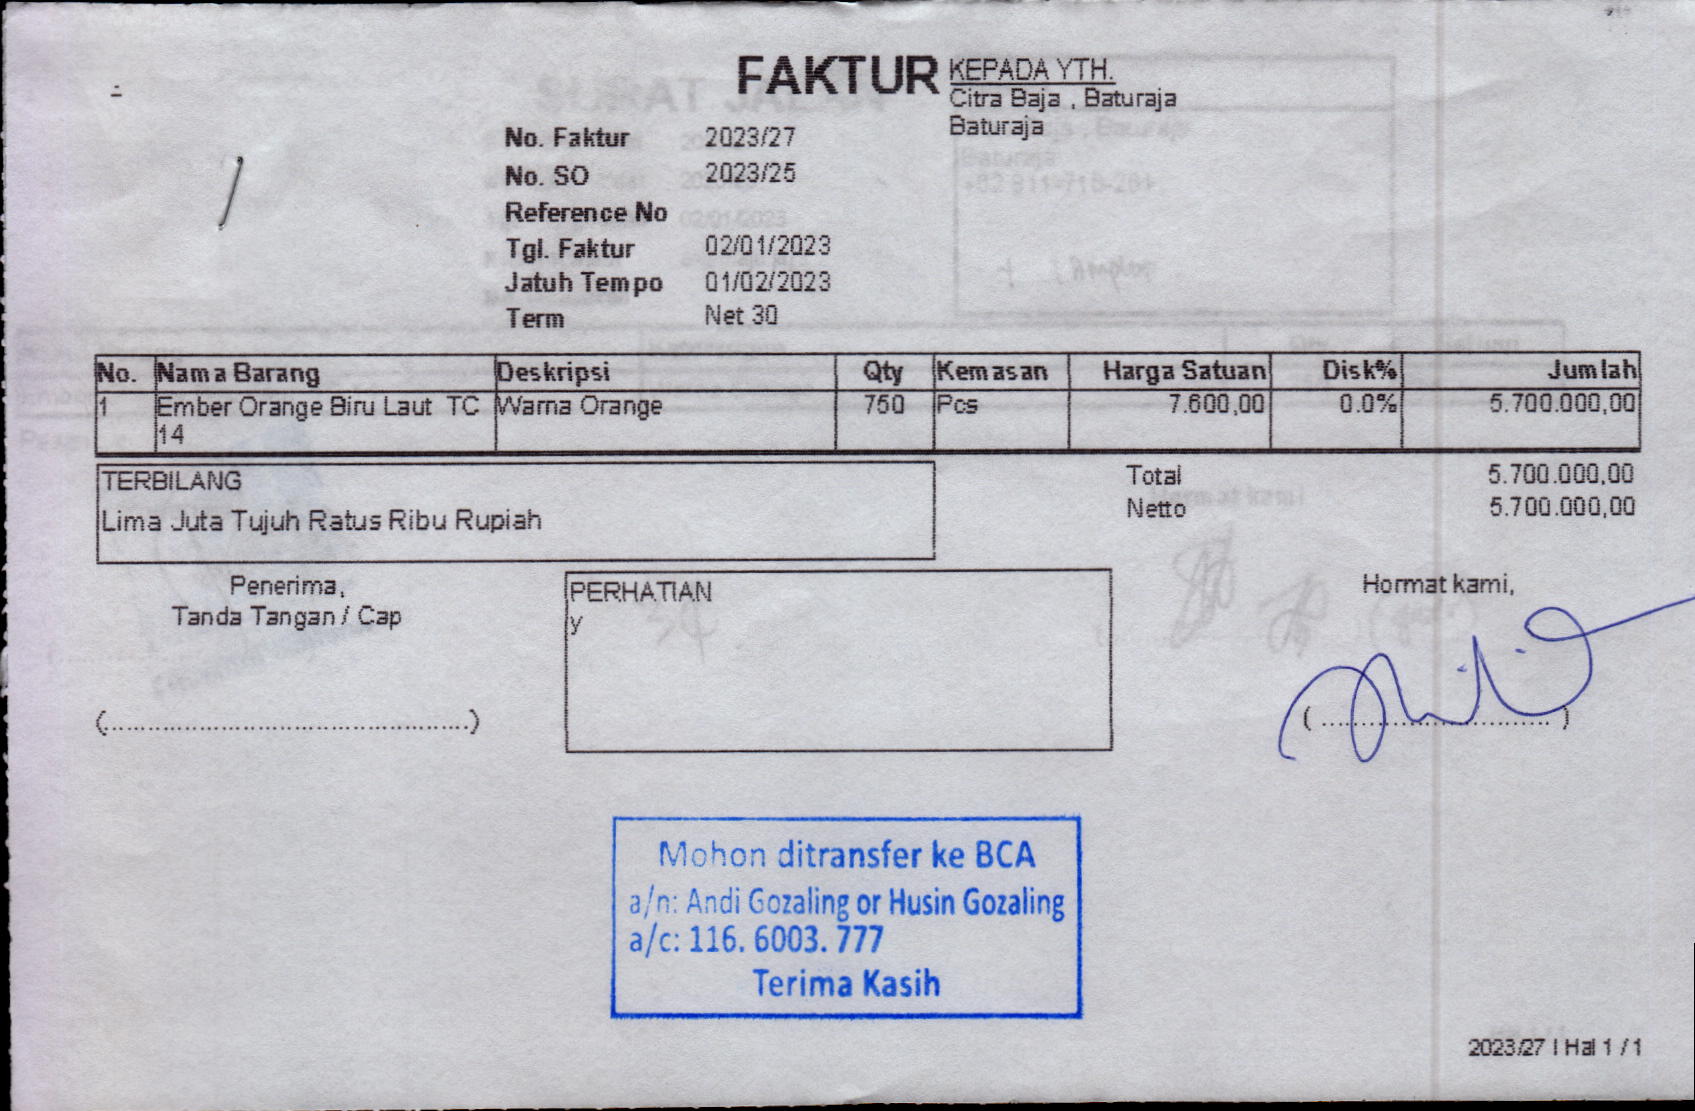 FAKTUR
KEPADA YTH.
Citra Baja , Baturaja
Baturaja
No. Faktur 2023/27
No. SO 2023/25
Reference No
Tgl. Faktur 02/01/2023
Jatuh Tempo 01/02/2023
Term Net 30
No. Nama Barang Deskripsi Qty Kemasan Harga Satuan Disk% Jumlah
1 Ember Orange Biru Laut TC Warna Orange 750 Pcs 7.600,00 0.0% 5.700.000,00
14
TERBILANG
Lima Juta Tujuh Ratus Ribu Rupiah
Total 5.700.000,00
Netto 5.700.000,00
Penerima,
Tanda Tangan / Cap
(...............................................)
PERHATIAN
y
Hormat kami,
( .............................. )
Mohon ditransfer ke BCA
a/n: Andi Gozaling or Husin Gozaling
a/c: 116. 6003. 777
Terima Kasih
2023/27 I Hal 1 / 1